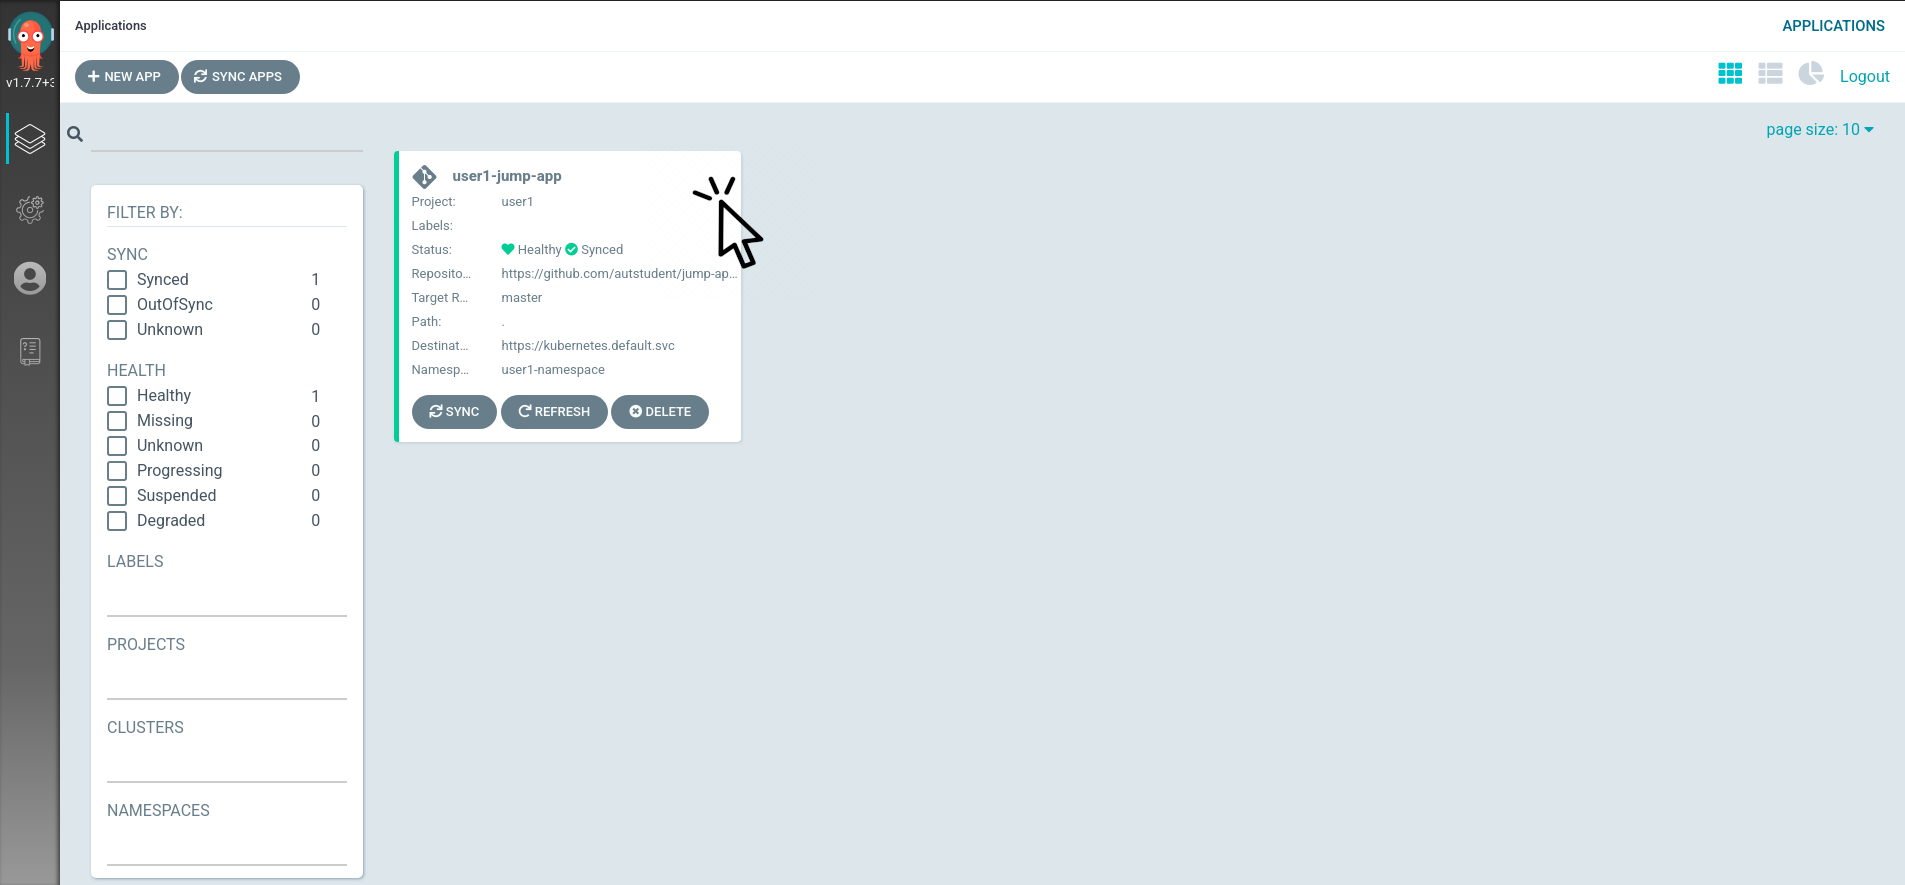 Applications
APPLICATIONS
v1.7.7+3
NEW APP
SYNC APPS
Logout
page size: 10
FILTER BY:
SYNC
Synced 1
OutOfSync 0
Unknown 0
HEALTH
Healthy 1
Missing 0
Unknown 0
Progressing 0
Suspended 0
Degraded 0
LABELS
PROJECTS
CLUSTERS
NAMESPACES
user1-jump-app
Project: user1
Labels:
Status: Healthy Synced
Reposito... https://github.com/autstudent/jump-ap...
Target R... master
Path: .
Destinat... https://kubernetes.default.svc
Namesp... user1-namespace
SYNC
REFRESH
DELETE